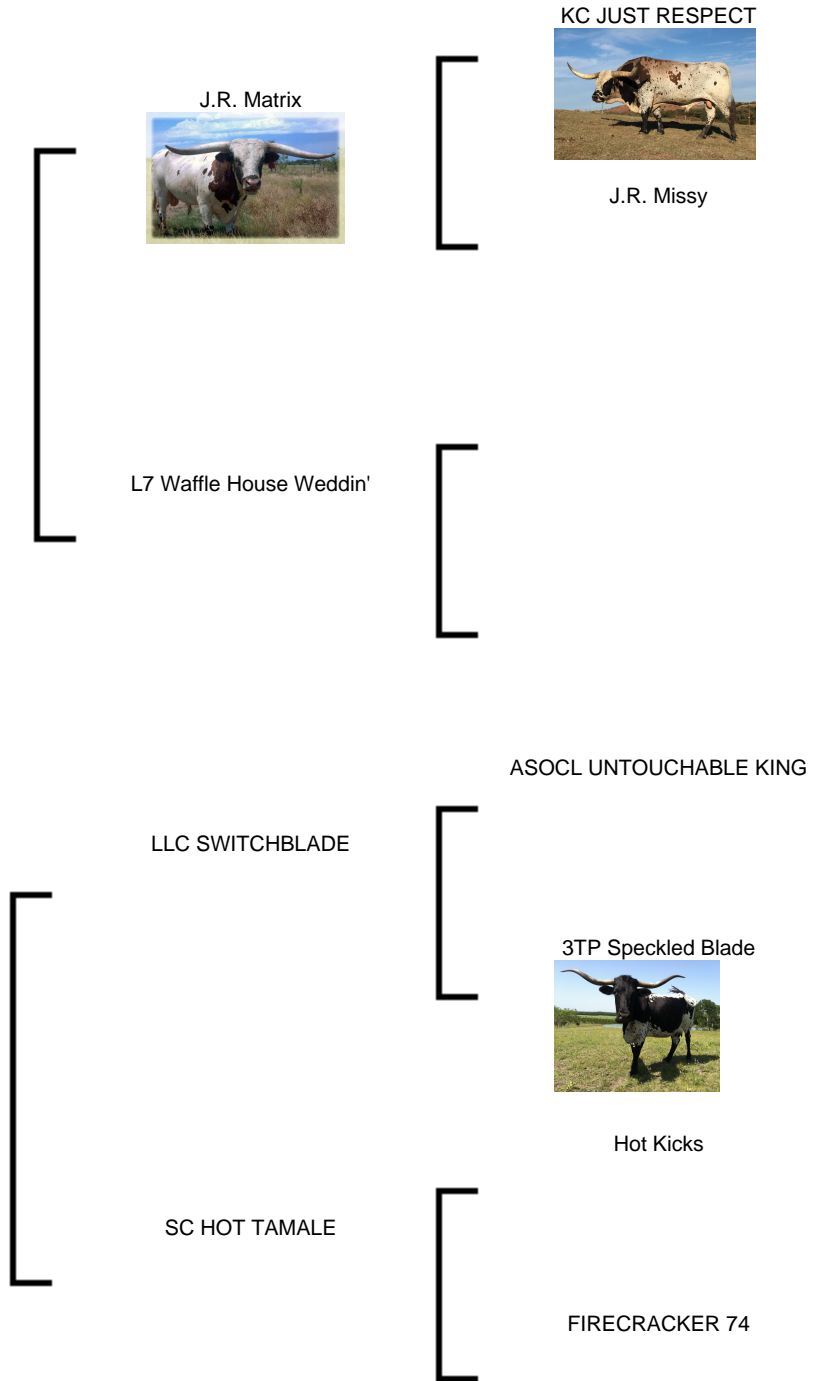 KC JUST RESPECT
J.R. Matrix
J.R. Missy
L7 Waffle House Weddin'
ASOCL UNTOUCHABLE KING
LLC SWITCHBLADE
3TP Speckled Blade
Hot Kicks
SC HOT TAMALE
FIRECRACKER 74